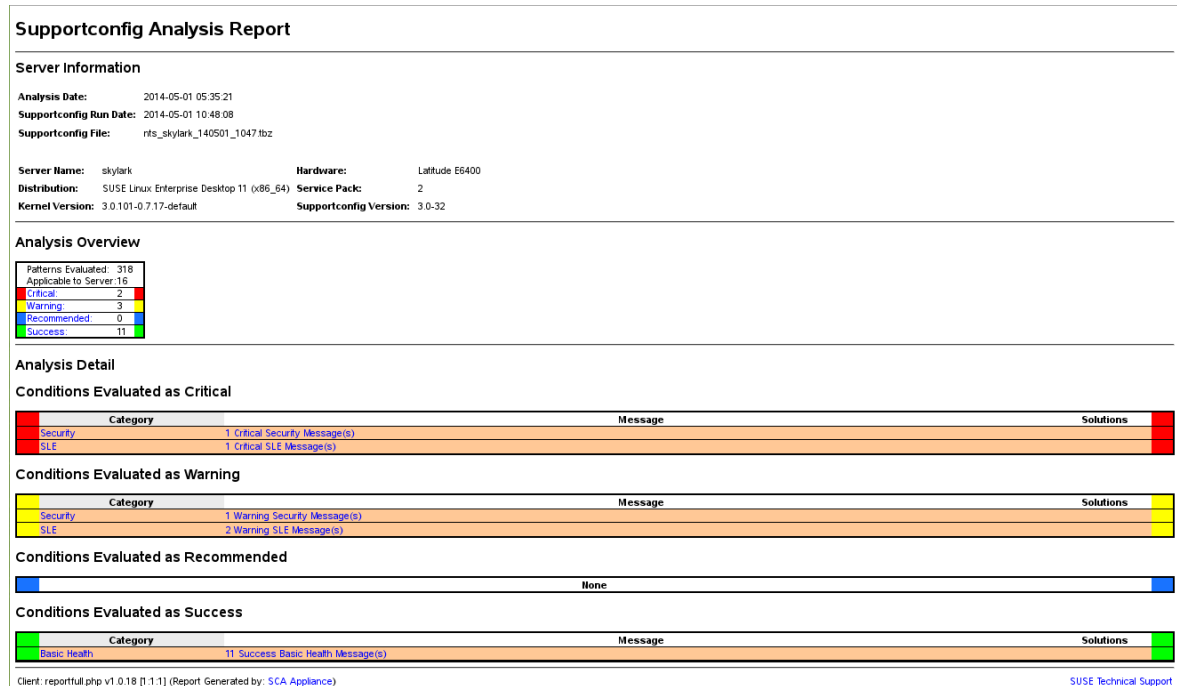 Supportconfig Analysis Report
Server Information
Analysis Date: 2014-05-01 05:35:21
Supportconfig Run Date: 2014-05-01 10:48:08
Supportconfig File: nts_skylark_140501_1047.tbz
Server Name: skylark Hardware: Latitude E6400
Distribution: SUSE Linux Enterprise Desktop 11 (x86_64) Service Pack: 2
Kernel Version: 3.0.101-0.7.17-default Supportconfig Version: 3.0-32
Analysis Overview
Patterns Evaluated: 318
Applicable to Server: 16
Critical: 2
Warning: 3
Recommended: 0
Success: 11
Analysis Detail
Conditions Evaluated as Critical
Category Message Solutions
Security 1 Critical Security Message(s)
SLE 1 Critical SLE Message(s)
Conditions Evaluated as Warning
Category Message Solutions
Security 1 Warning Security Message(s)
SLE 2 Warning SLE Message(s)
Conditions Evaluated as Recommended
None
Conditions Evaluated as Success
Category Message Solutions
Basic Health 11 Success Basic Health Message(s)
Client: reportfull.php v1.0.18 [1:1:1] (Report Generated by: SCA Appliance) SUSE Technical Support